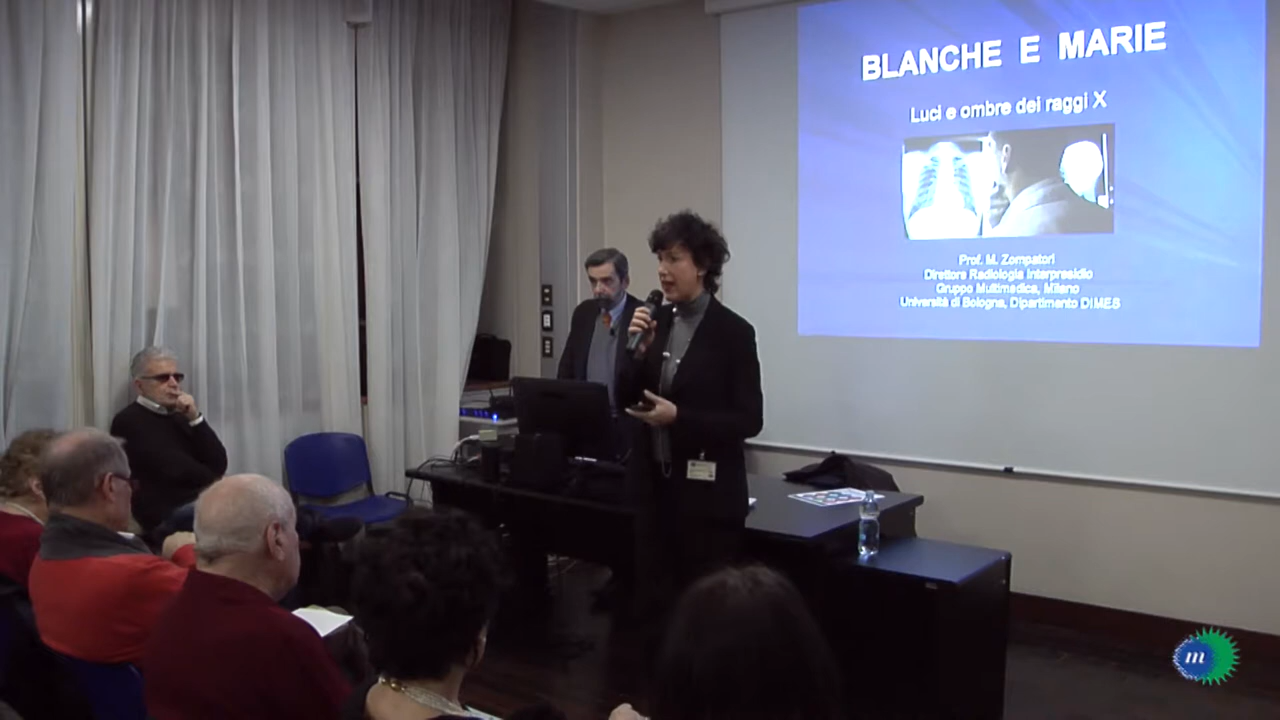 BLANCHE E MARIE
Luci e ombre dei raggi X
Prof. M. Zompatori
Direttore Radiologia Interpresidio
Gruppo Multimedica, Milano
Università di Bologna, Dipartimento DIMES
m